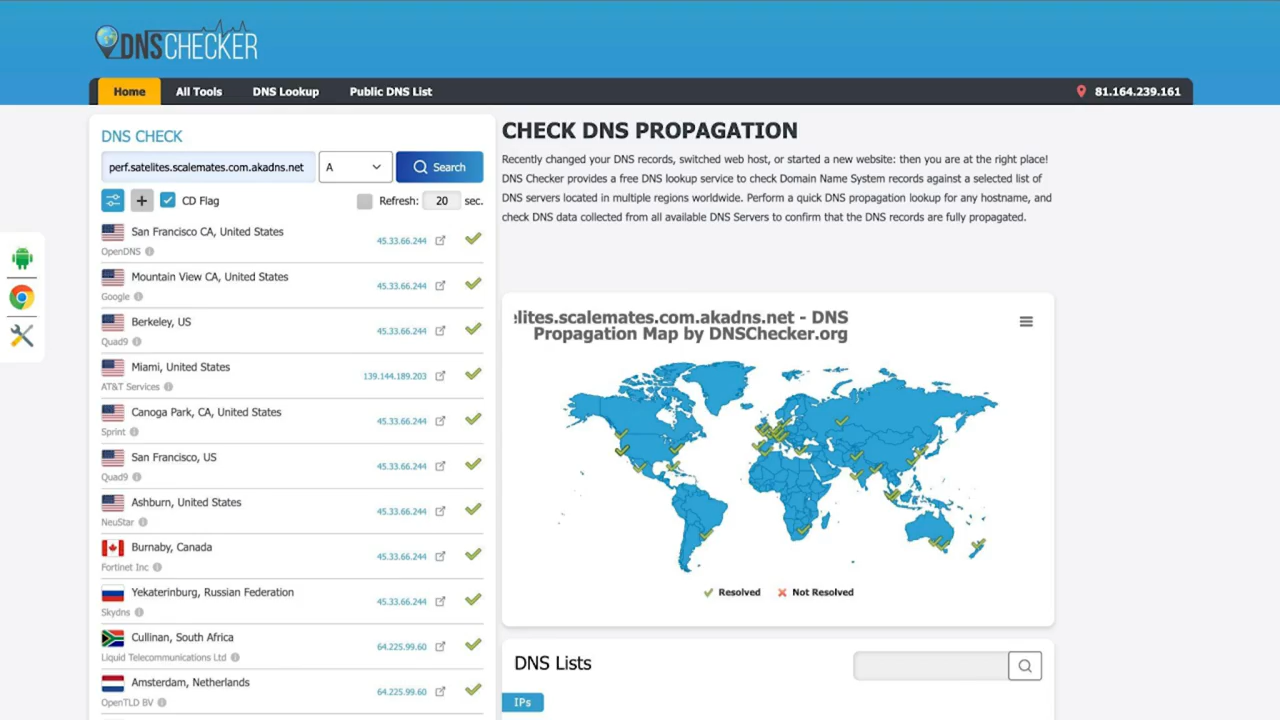 DNSCHECKER
Home All Tools DNS Lookup Public DNS List 81.164.239.161
DNS CHECK
perf.satelites.scalemates.com.akadns.net A Search
CD Flag Refresh: 20 sec.
San Francisco CA, United States
OpenDNS
45.33.66.244
Mountain View CA, United States
Google
45.33.66.244
Berkeley, US
Quad9
45.33.66.244
Miami, United States
AT&T Services
139.144.189.203
Canoga Park, CA, United States
Sprint
45.33.66.244
San Francisco, US
Quad9
45.33.66.244
Ashburn, United States
NeuStar
45.33.66.244
Burnaby, Canada
Fortinet Inc
45.33.66.244
Yekaterinburg, Russian Federation
Skydns
45.33.66.244
Cullinan, South Africa
Liquid Telecommunications Ltd
64.225.99.60
Amsterdam, Netherlands
OpenTLD BV
64.225.99.60
CHECK DNS PROPAGATION
Recently changed your DNS records, switched web host, or started a new website: then you are at the right place!
DNS Checker provides a free DNS lookup service to check Domain Name System records against a selected list of
DNS servers located in multiple regions worldwide. Perform a quick DNS propagation lookup for any hostname, and
check DNS data collected from all available DNS Servers to confirm that the DNS records are fully propagated.
lites.scalemates.com.akadns.net - DNS
Propagation Map by DNSChecker.org
Resolved Not Resolved
DNS Lists
IPs